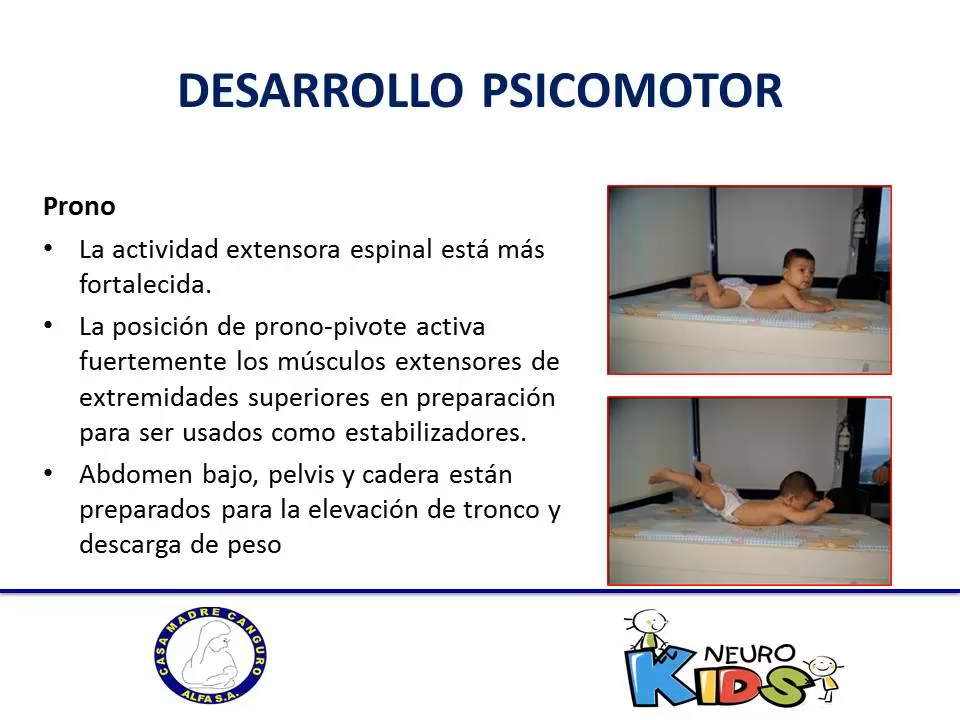 DESARROLLO PSICOMOTOR
Prono
• La actividad extensora espinal está más
fortalecida.
• La posición de prono-pivote activa
fuertemente los músculos extensores de
extremidades superiores en preparación
para ser usados como estabilizadores.
• Abdomen bajo, pelvis y cadera están
preparados para la elevación de tronco y
descarga de peso
CASA MADRE CANGURO
ALFA S.A.
NEURO
KIDS